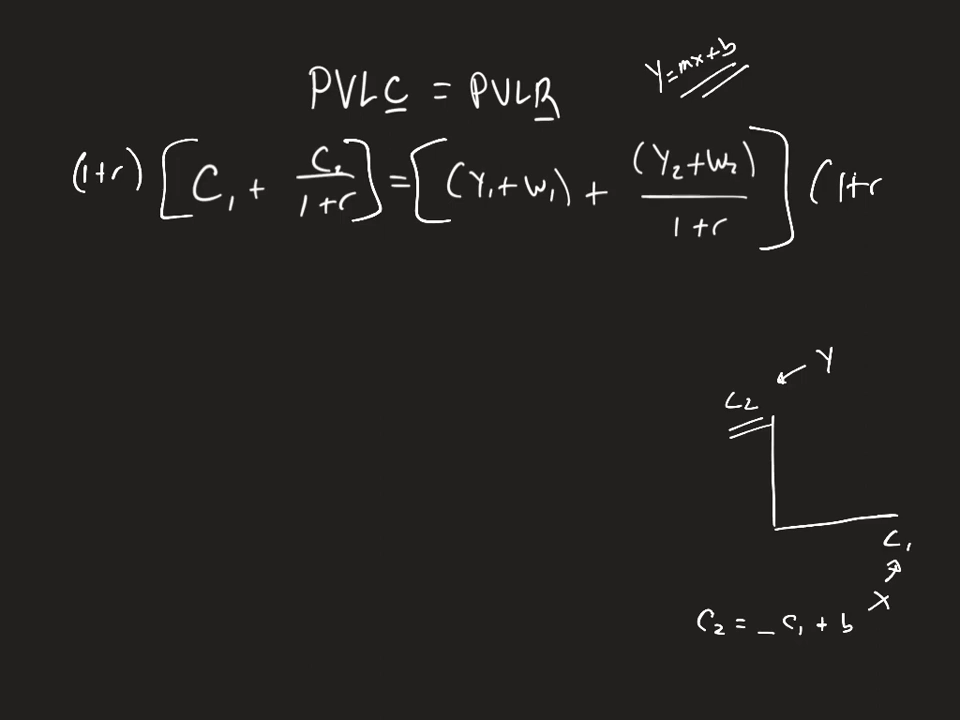 PVLC = PVLR
Y=mx+b
(1+r) [C₁ + C₂/1+r] = [(Y₁+W₁) + (Y₂+W₂)/1+r] (1+r
Y
C₂
C₁
X
C₂ = _ C₁ + b